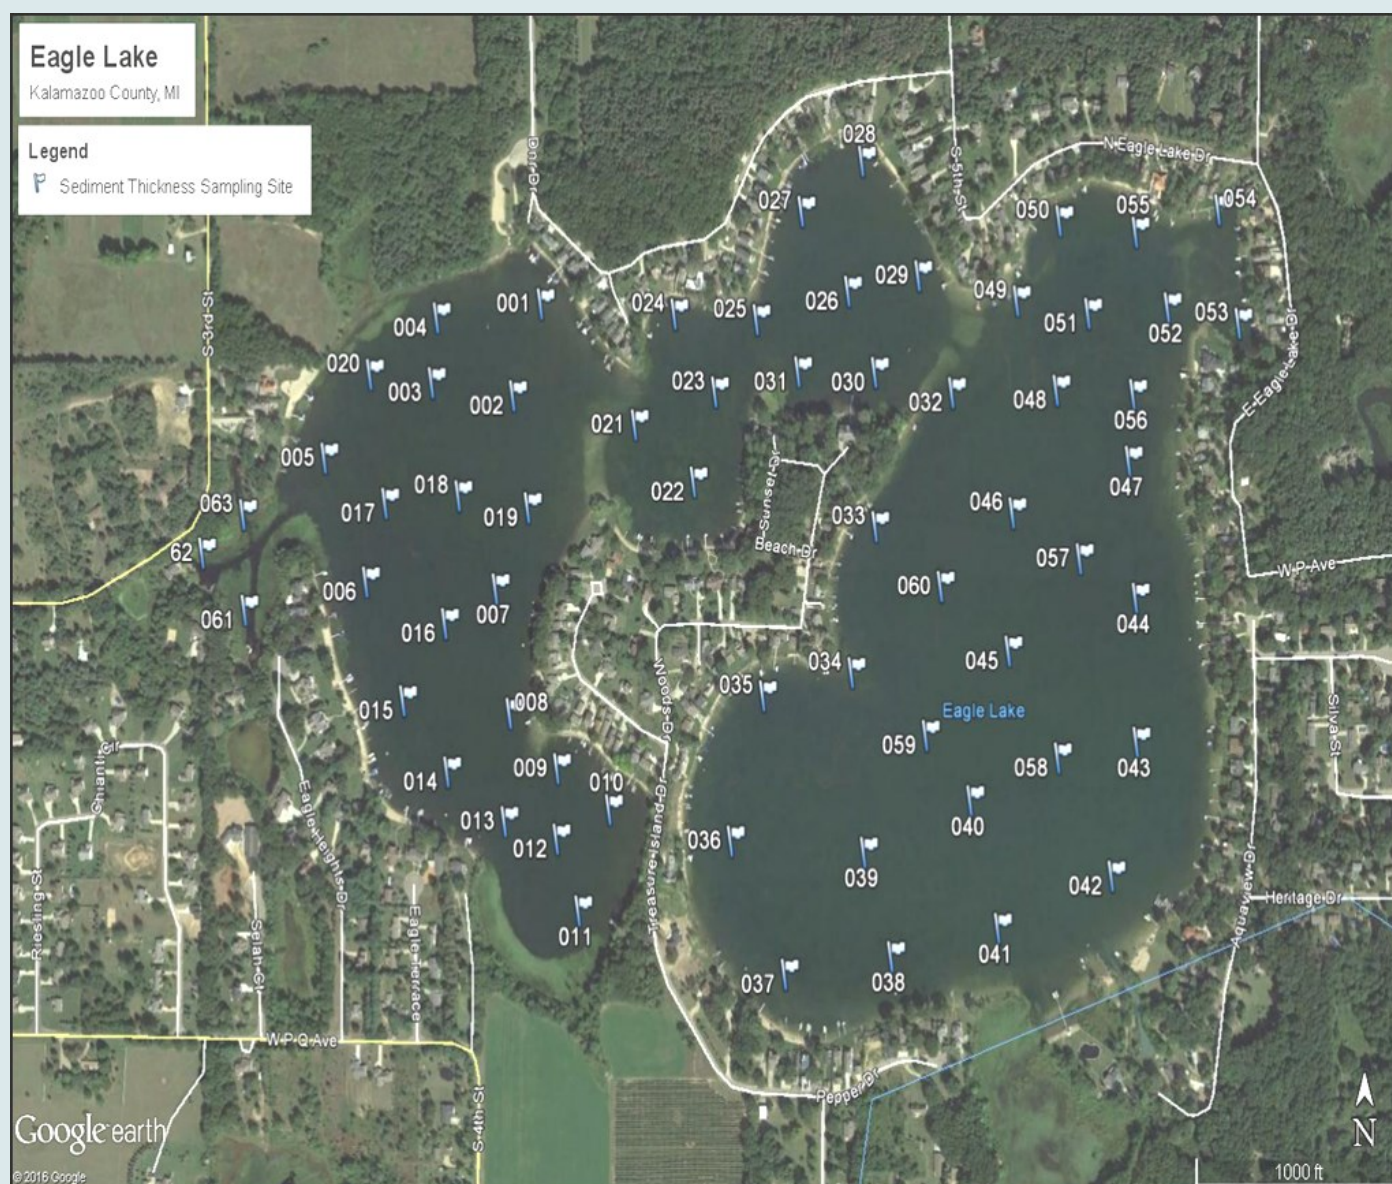 Eagle Lake
Kalamazoo County, MI
Legend
Sediment Thickness Sampling Site
028
Dnr Dr
N Eagle Lake Dr
S 5th St
027
050
055
054
029
026
049
001
024
025
004
051
052
053
S 3rd St
E Eagle Lake Dr
020
003
002
023
031
030
032
048
056
021
005
018
017
019
022
Sunset Dr
047
063
033
046
62
Beach Dr
057
W P Ave
006
007
060
061
016
044
045
034
035
Woods Dr
015
008
Eagle Lake
Silva St
059
Chianti Cir
014
009
010
058
043
013
012
036
040
Eagle Heights Dr
Treasure Island Dr
039
042
Riesling St
Selah Ct
Eagle Terrace
011
041
Aquaview Dr
Heritage Dr
037
038
W P Q Ave
S 4th St
Pepper Dr
N
Google earth
© 2016 Google
1000 ft